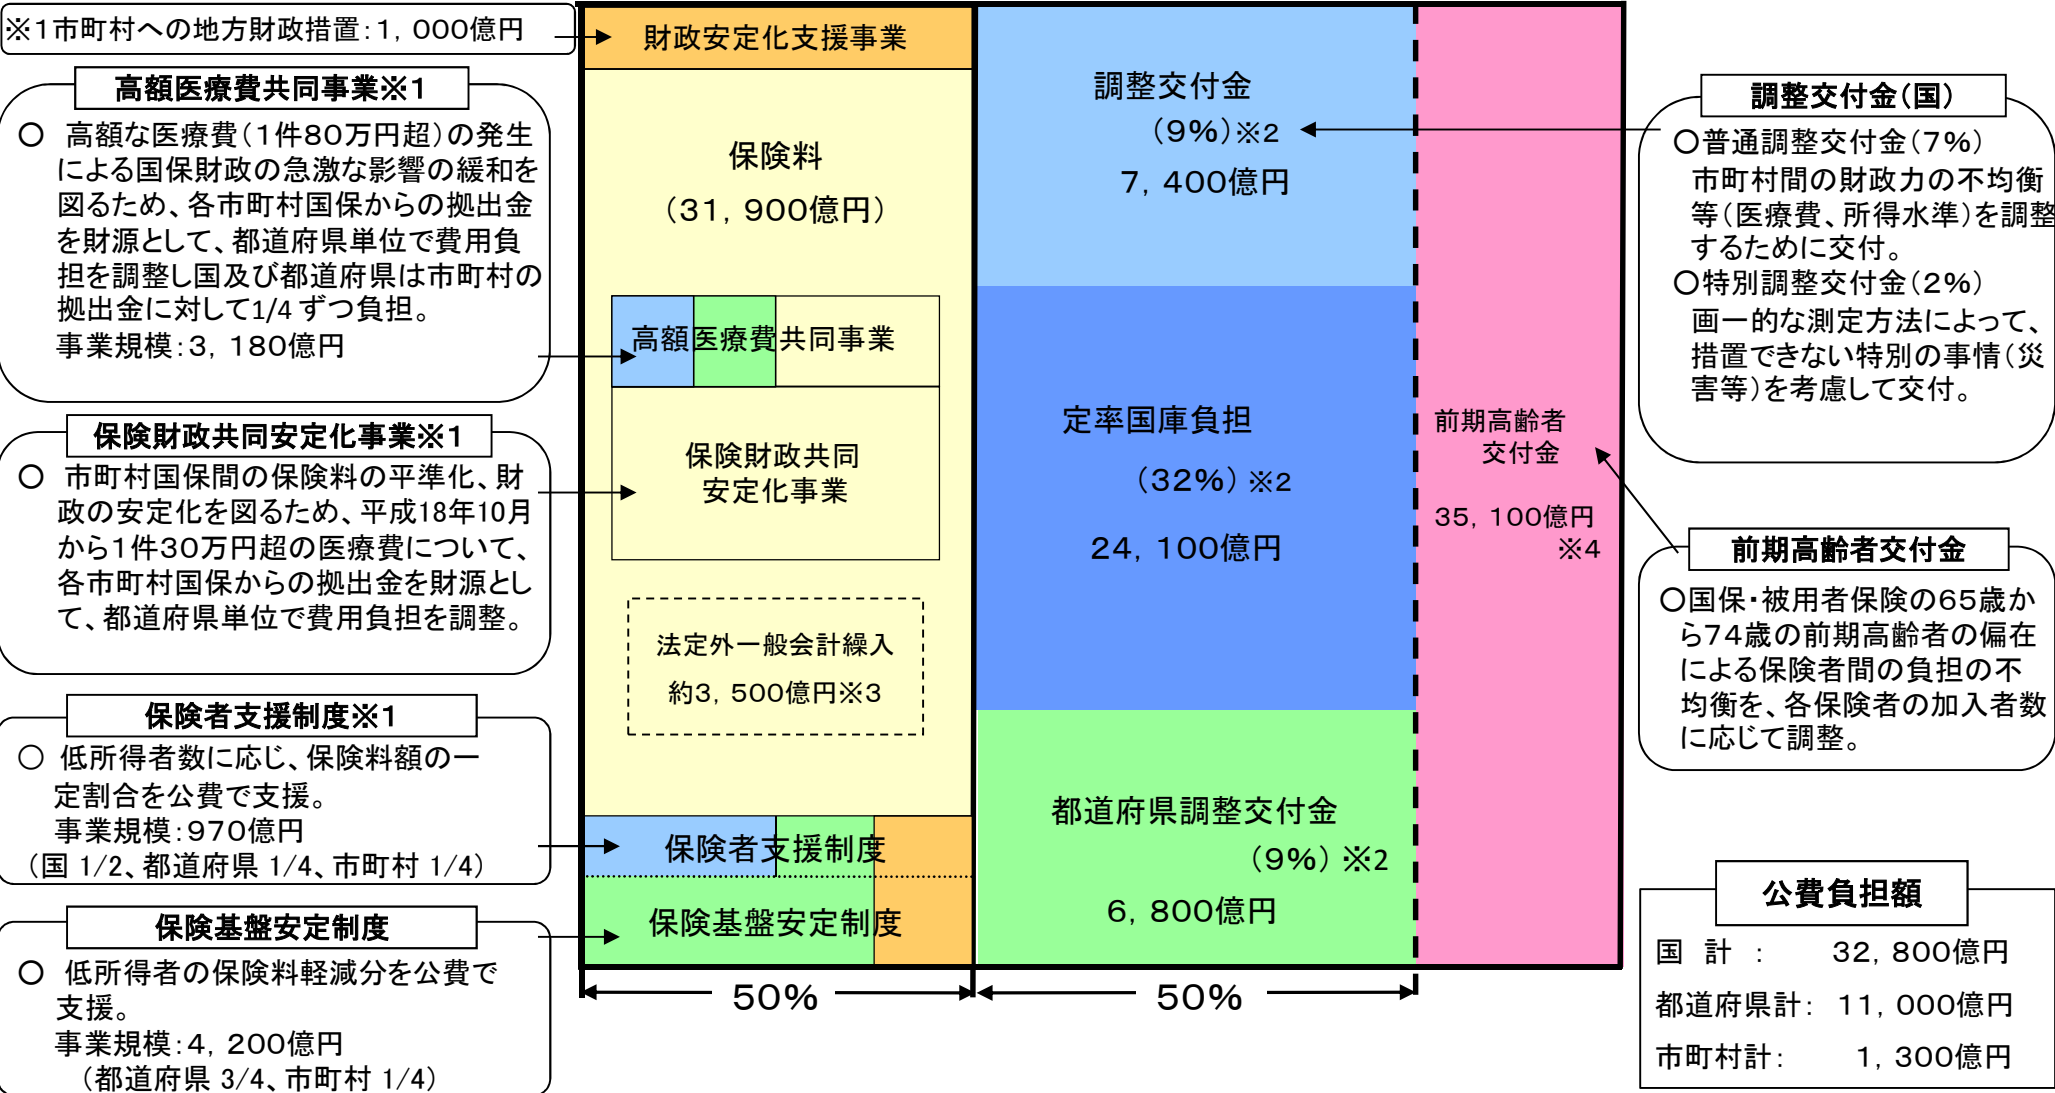 ※1市町村への地方財政措置:1,000億円
高額医療費共同事業※1
○ 高額な医療費(1件80万円超)の発生
による国保財政の急激な影響の緩和を
図るため、各市町村国保からの拠出金
を財源として、都道府県単位で費用負
担を調整し国及び都道府県は市町村の
拠出金に対して1/4ずつ負担。
事業規模:3,180億円
保険財政共同安定化事業※1
○ 市町村国保間の保険料の平準化、財
政の安定化を図るため、平成18年10月
から1件30万円超の医療費について、
各市町村国保からの拠出金を財源とし
て、都道府県単位で費用負担を調整。
保険者支援制度※1
○ 低所得者数に応じ、保険料額の一
定割合を公費で支援。
事業規模:970億円
(国 1/2、都道府県 1/4、市町村 1/4)
保険基盤安定制度
○ 低所得者の保険料軽減分を公費で
支援。
事業規模:4,200億円
(都道府県 3/4、市町村 1/4)
財政安定化支援事業
保険料
(31,900億円)
高額医療費共同事業
保険財政共同
安定化事業
法定外一般会計繰入
約3,500億円※3
保険者支援制度
保険基盤安定制度
50%
調整交付金
(9%)※2
7,400億円
定率国庫負担
(32%)※2
24,100億円
都道府県調整交付金
(9%)※2
6,800億円
50%
前期高齢者
交付金
35,100億円
※4
調整交付金(国)
○普通調整交付金(7%)
市町村間の財政力の不均衡
等(医療費、所得水準)を調整
するために交付。
○特別調整交付金(2%)
画一的な測定方法によって、
措置できない特別の事情(災
害等)を考慮して交付。
前期高齢者交付金
○国保・被用者保険の65歳か
ら74歳の前期高齢者の偏在
による保険者間の負担の不
均衡を、各保険者の加入者数
に応じて調整。
公費負担額
国 計 : 32,800億円
都道府県計: 11,000億円
市町村計: 1,300億円